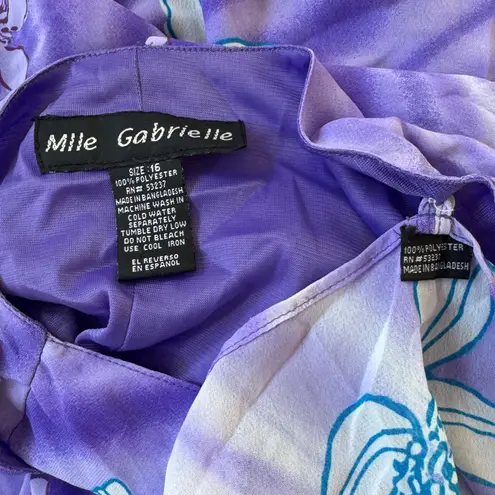 Mlle Gabrielle
SIZE :16
100% POLYESTER
RN# 53237
MADE IN BANGLADESH
MACHINE WASH IN
COLD WATER
SEPARATELY
TUMBLE DRY LOW
DO NOT BLEACH
USE COOL IRON
EL REVERSO
EN ESPAÑOL
100% POLYESTER
RN# 53237
MADE IN BANGLADESH